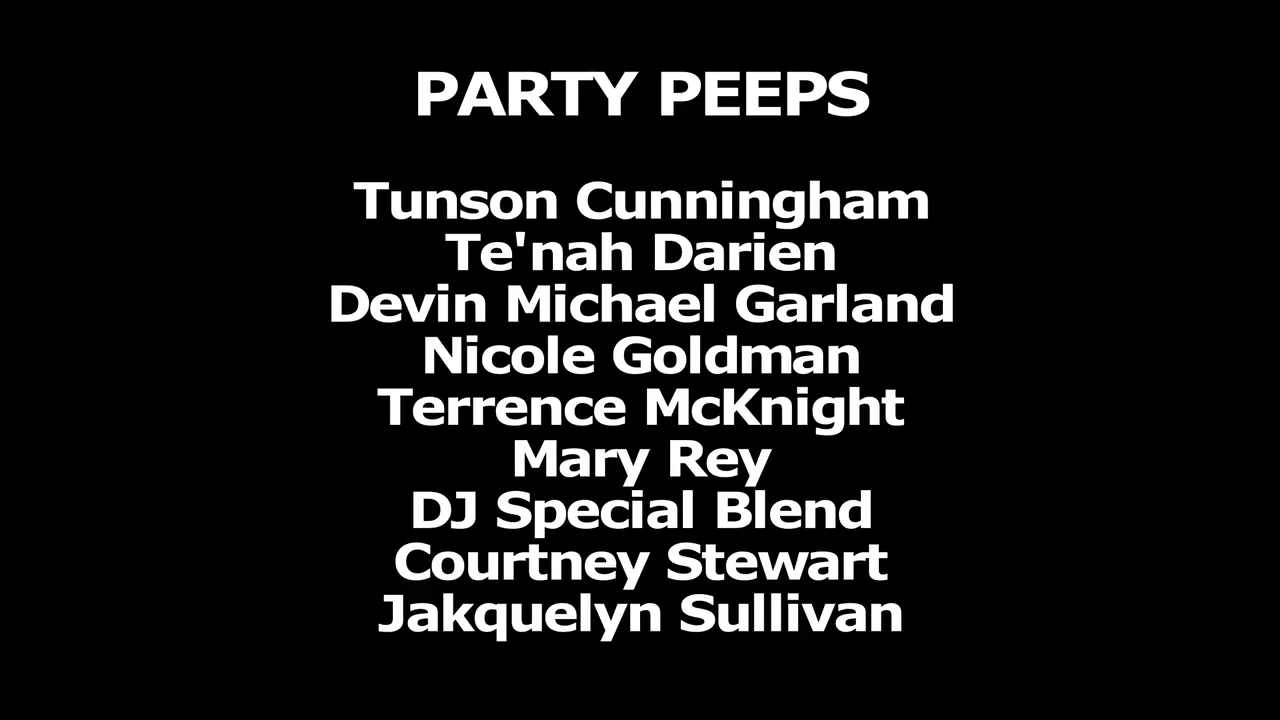 PARTY PEEPS
Tunson Cunningham
Te'nah Darien
Devin Michael Garland
Nicole Goldman
Terrence McKnight
Mary Rey
DJ Special Blend
Courtney Stewart
Jakquelyn Sullivan